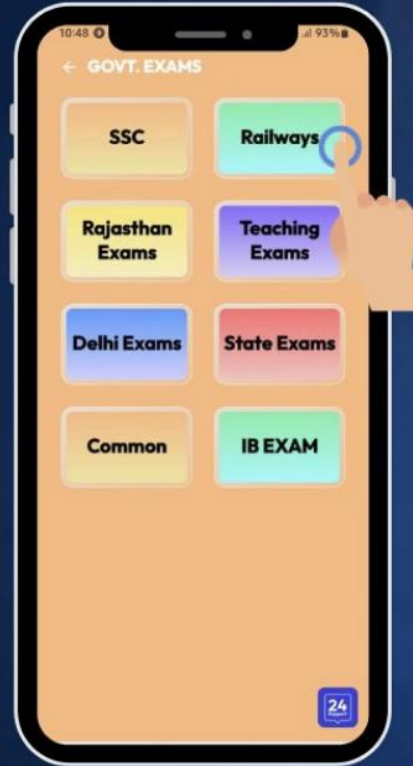 10:48
93%
← GOVT. EXAMS
SSC
Railways
Rajasthan
Exams
Teaching
Exams
Delhi Exams
State Exams
Common
IB EXAM
24
Support